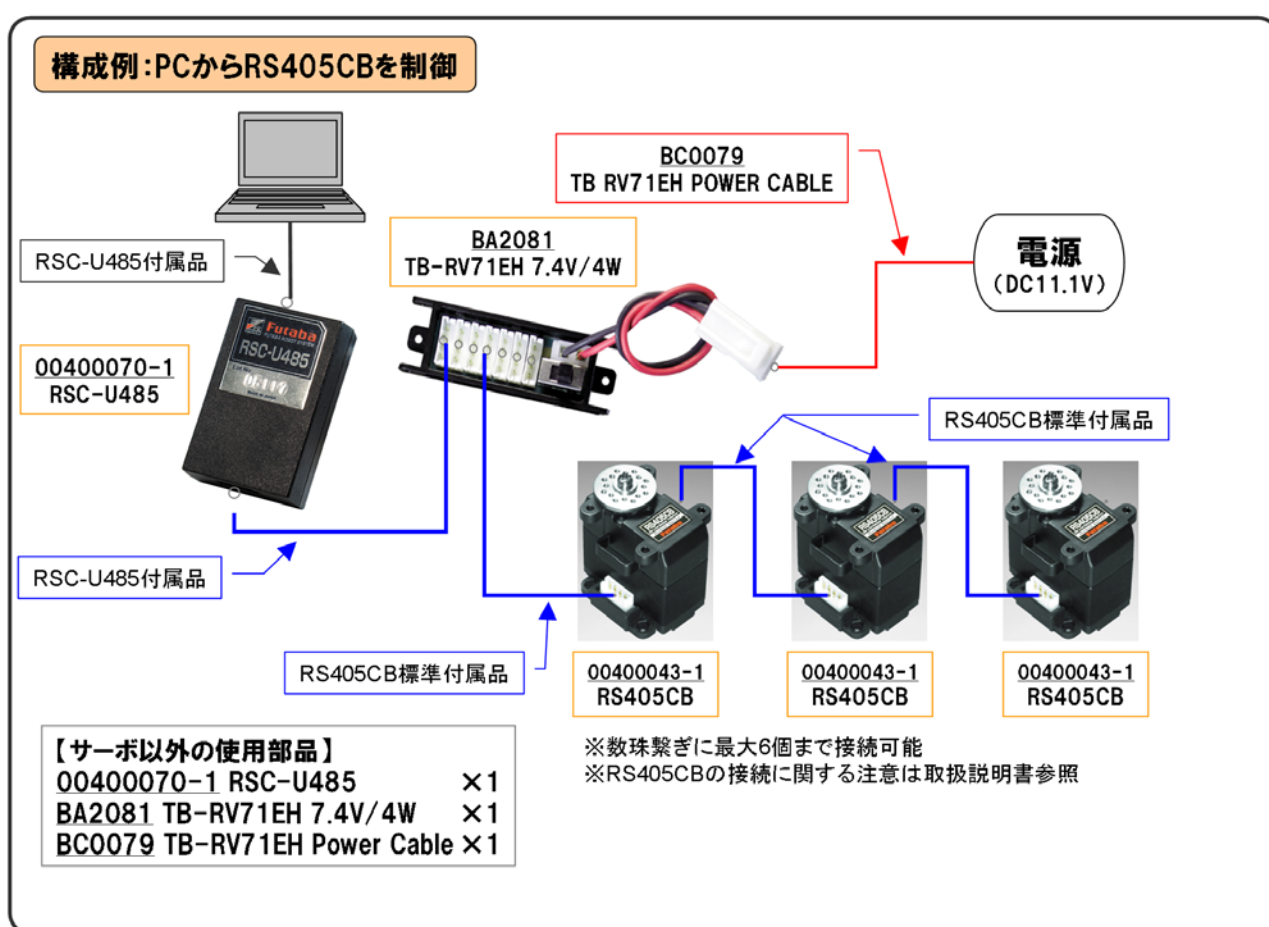 構成例:PCからRS405CBを制御
BC0079
TB RV71EH POWER CABLE
電源
(DC11.1V)
BA2081
TB-RV71EH 7.4V/4W
RSC-U485付属品
Futaba
RSC-U485
00400070-1
RSC-U485
RS405CB標準付属品
RSC-U485付属品
RS405CB
Futaba
RS405CB
Futaba
RS405CB
Futaba
RS405CB標準付属品
00400043-1
RS405CB
00400043-1
RS405CB
00400043-1
RS405CB
※数珠繋ぎに最大6個まで接続可能
※RS405CBの接続に関する注意は取扱説明書参照
【サーボ以外の使用部品】
00400070-1 RSC-U485 ×1
BA2081 TB-RV71EH 7.4V/4W ×1
BC0079 TB-RV71EH Power Cable ×1